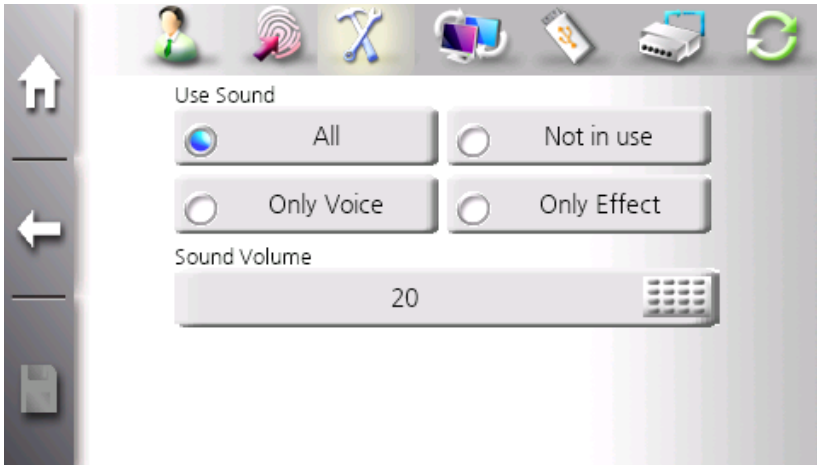 Use Sound
All
Not in use
Only Voice
Only Effect
Sound Volume
20